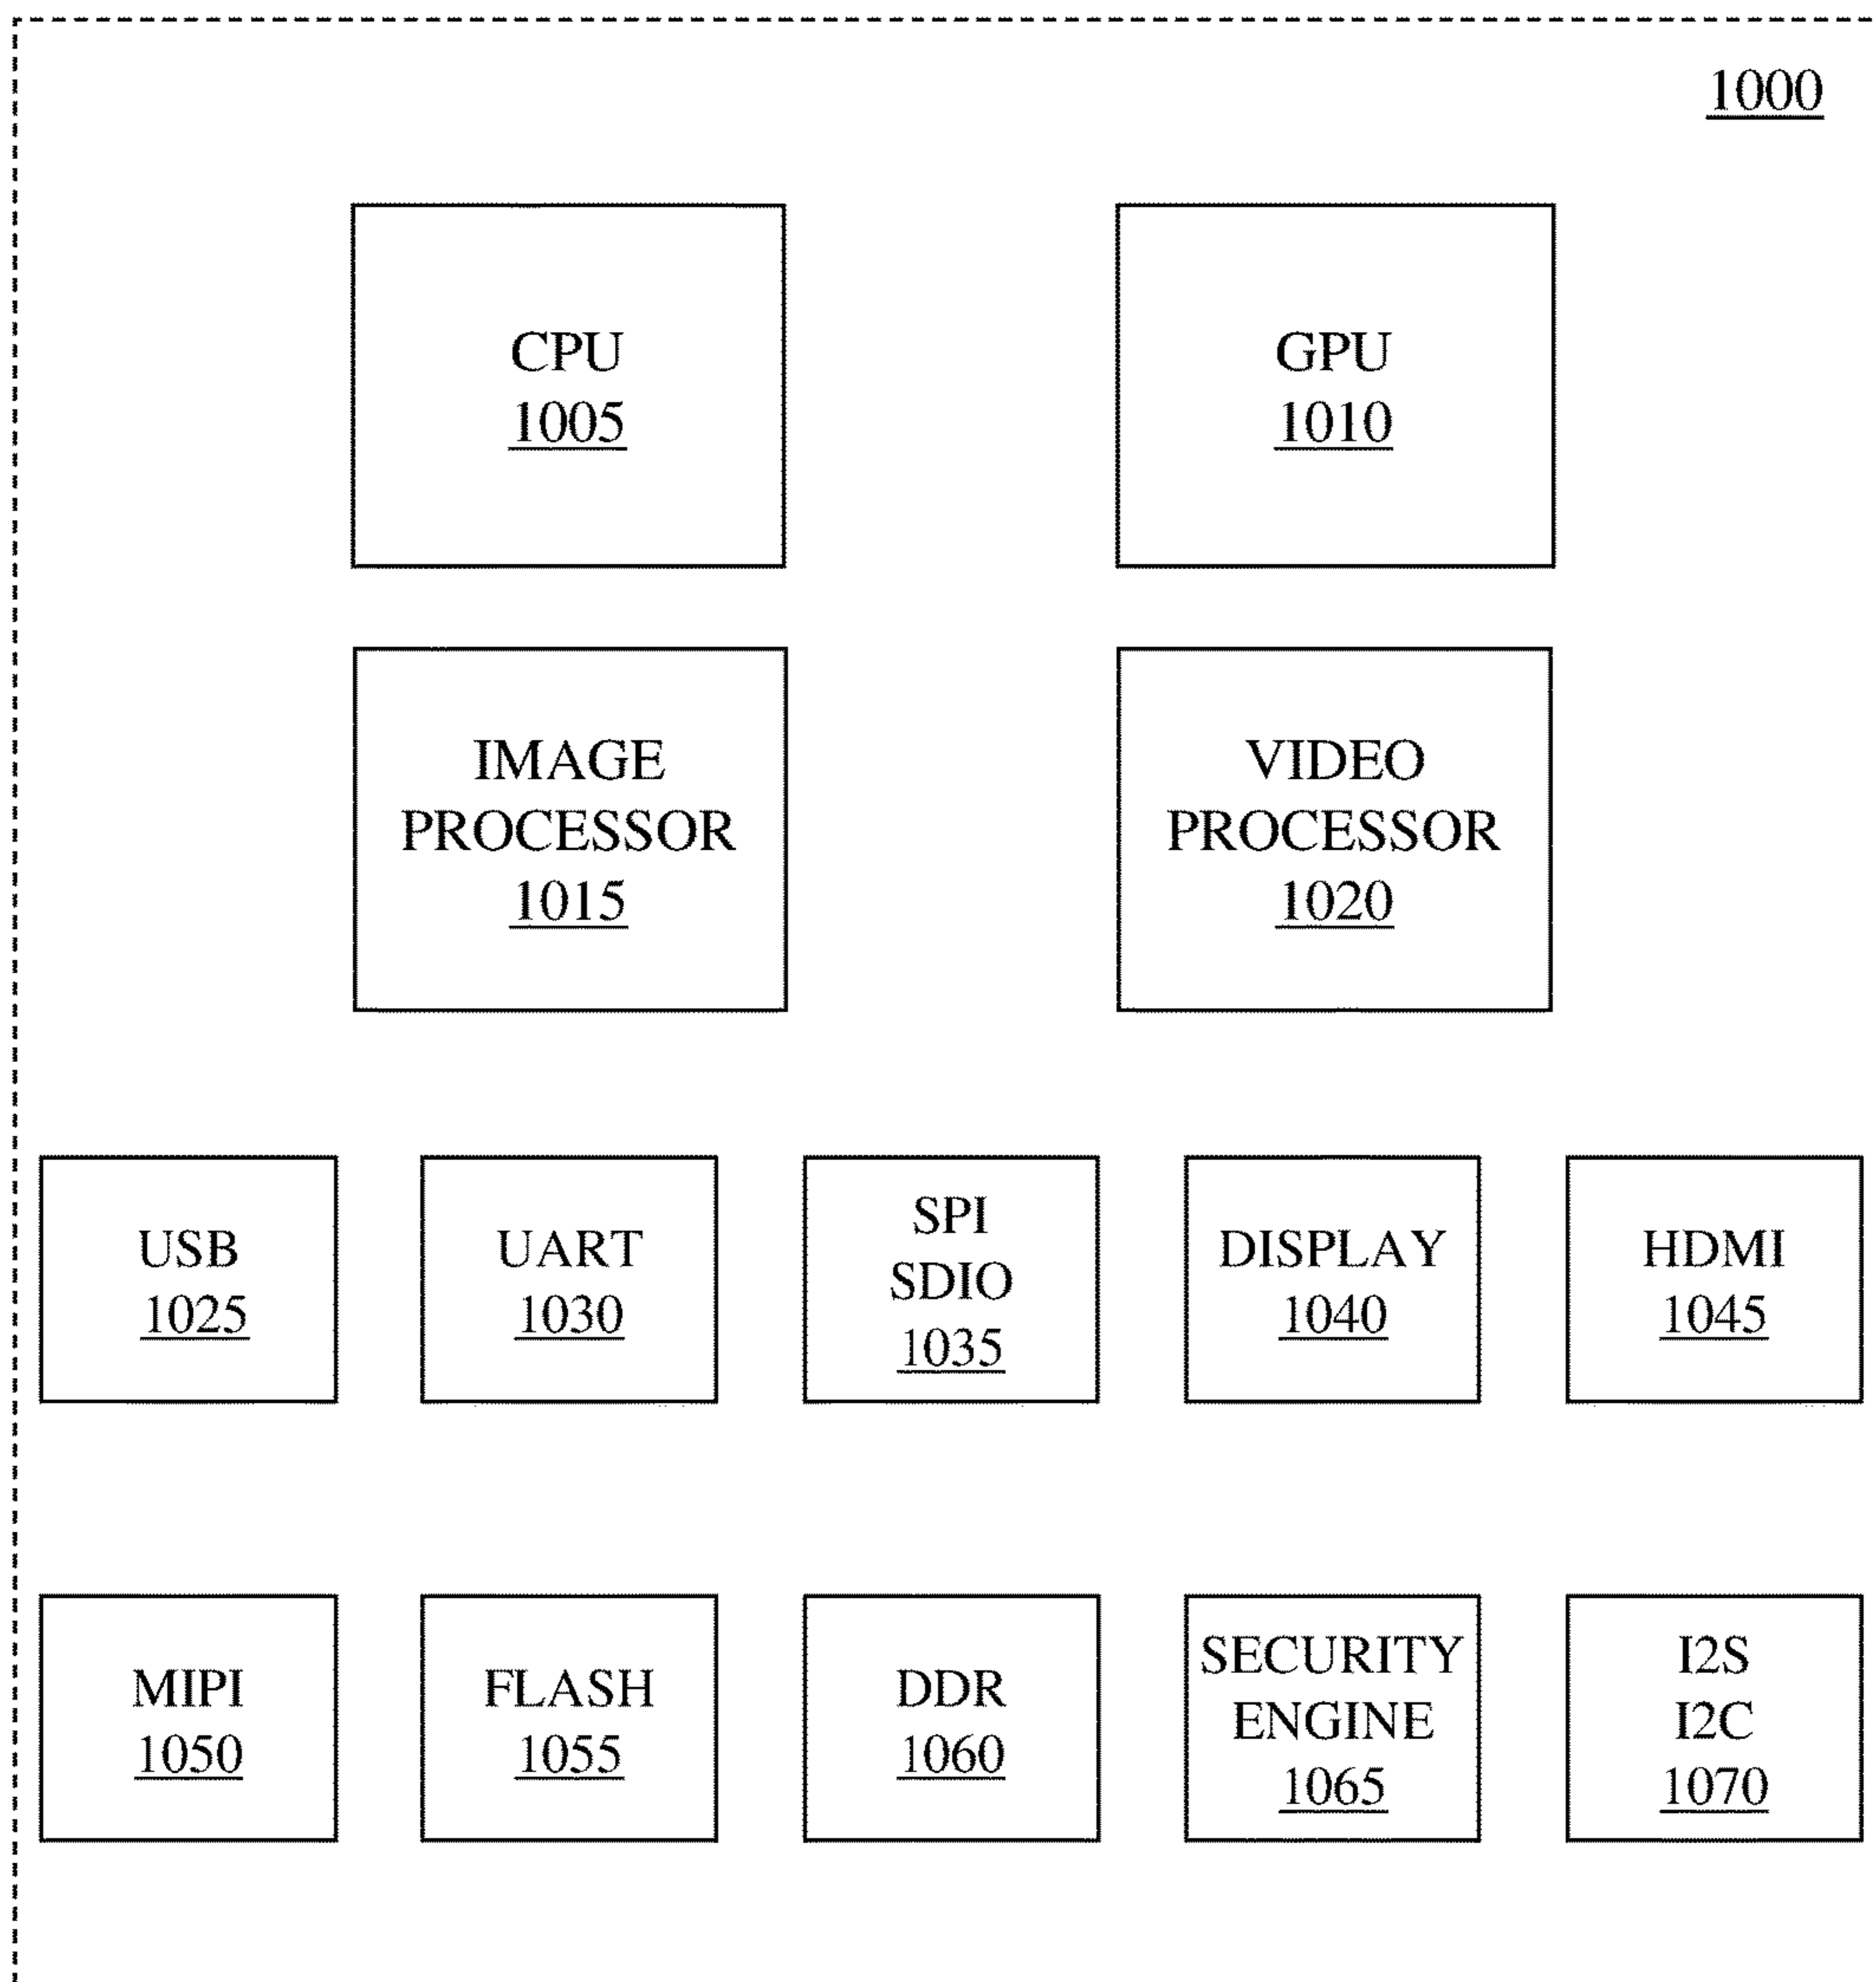 1000
CPU
1005
GPU
1010
IMAGE
PROCESSOR
1015
VIDEO
PROCESSOR
1020
USB
1025
UART
1030
SPI
SDIO
1035
DISPLAY
1040
HDMI
1045
MIPI
1050
FLASH
1055
DDR
1060
SECURITY
ENGINE
1065
I2S
I2C
1070